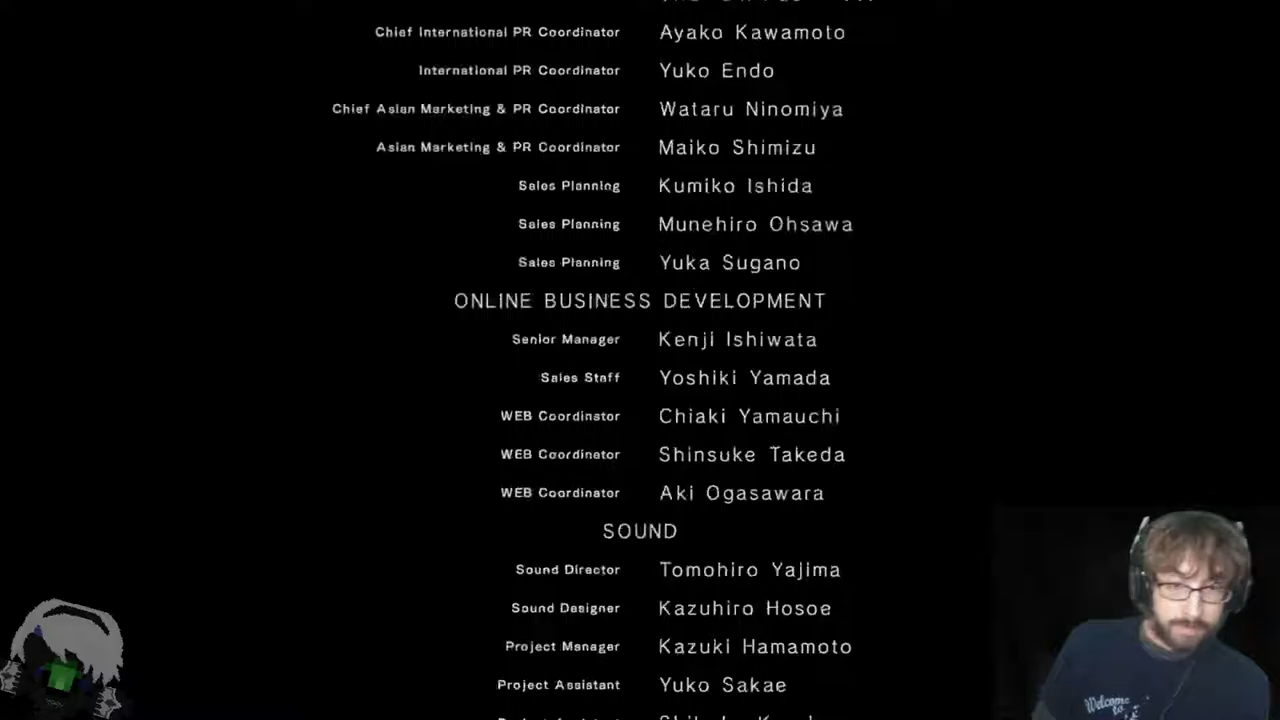 Chief International PR Coordinator Ayako Kawamoto
International PR Coordinator Yuko Endo
Chief Asian Marketing & PR Coordinator Wataru Ninomiya
Asian Marketing & PR Coordinator Maiko Shimizu
Sales Planning Kumiko Ishida
Sales Planning Munehiro Ohsawa
Sales Planning Yuka Sugano
ONLINE BUSINESS DEVELOPMENT
Senior Manager Kenji Ishiwata
Sales Staff Yoshiki Yamada
WEB Coordinator Chiaki Yamauchi
WEB Coordinator Shinsuke Takeda
WEB Coordinator Aki Ogasawara
SOUND
Sound Director Tomohiro Yajima
Sound Designer Kazuhiro Hosoe
Project Manager Kazuki Hamamoto
Project Assistant Yuko Sakae
Welcome
to